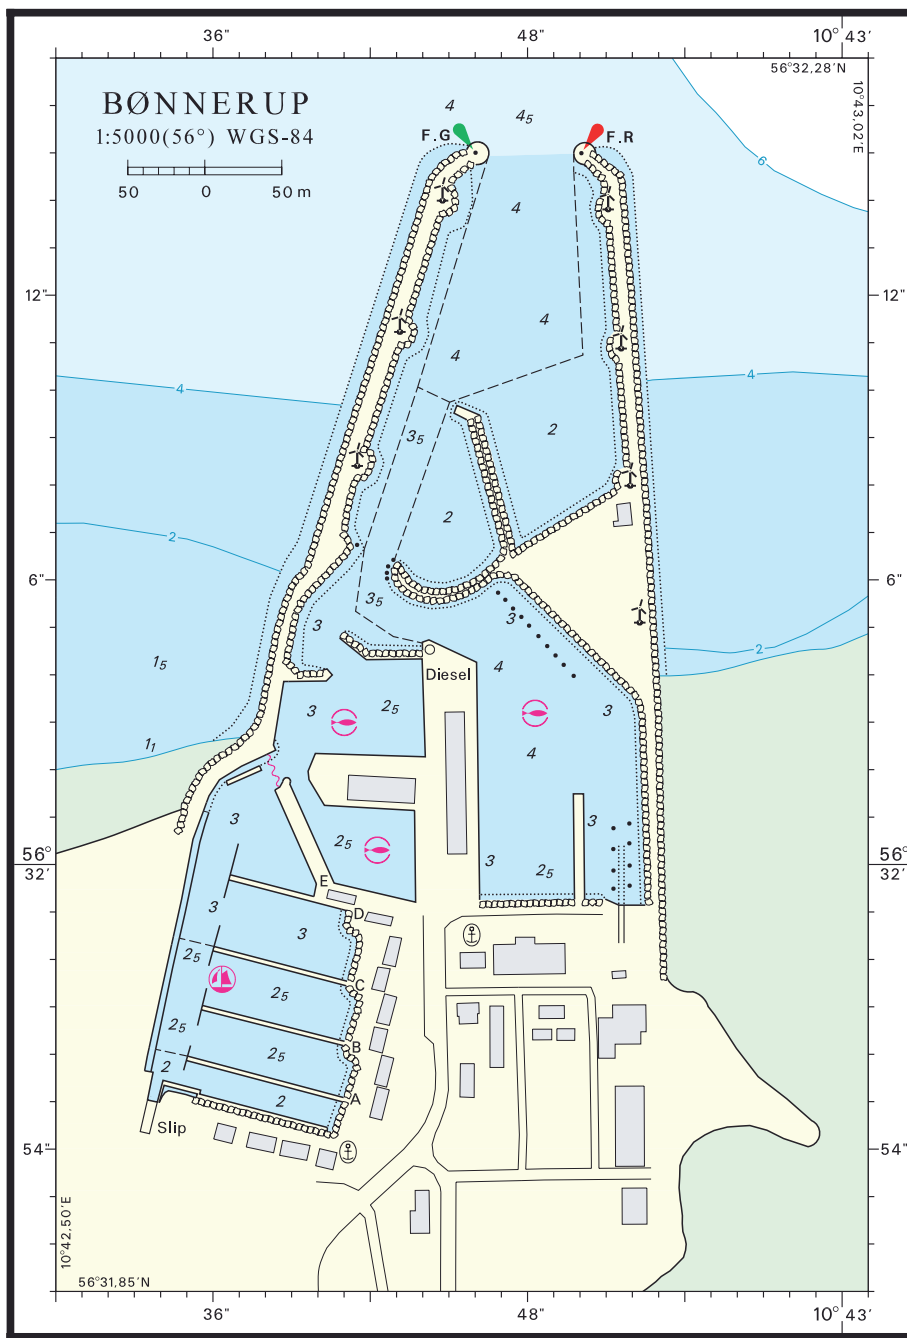 36" 48" 10° 43′
56°32,28′N
10°43,02′E
BØNNERUP
1:5000(56°) WGS-84
50 0 50 m
4
4₅
F.G
F.R
6
4
12" 12"
4
4
4 4
3₅
2
2
2
6" 6"
3₅
3
3
2
1₅
4
Diesel
3
2₅
3
1₁
4
3
2₅
3
3
2₅
56° 56°
32′ 32′
E
D
3
3
2₅
C
2₅
2₅
B
2₅
2
A
2
Slip
54" 54"
10°42,50′E
56°31,85′N
36" 48" 10° 43′